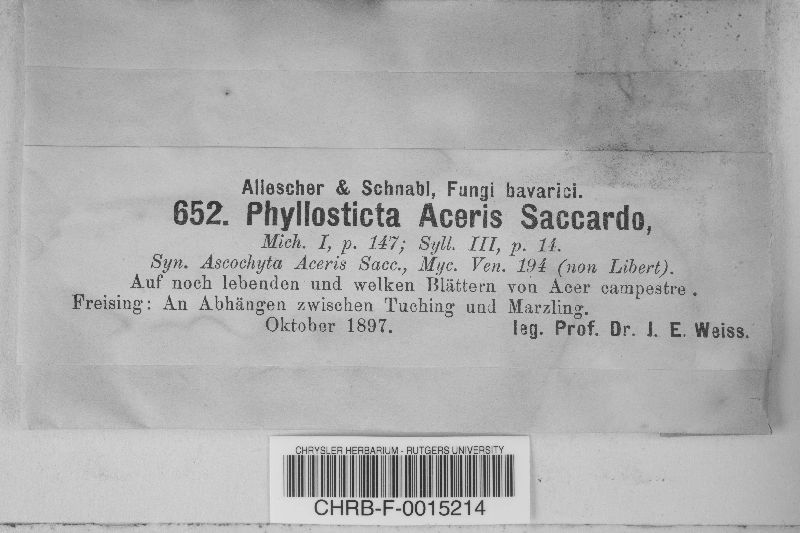 Allescher & Schnabl, Fungi bavarici.
652. Phyllosticta Aceris Saccardo,
Mich. I, p. 147; Syll. III, p. 14.
Syn. Ascochyta Aceris Sacc., Myc. Ven. 194 (non Libert).
Auf noch lebenden und welken Blättern von Acer campestre.
Freising: An Abhängen zwischen Tuching und Marzling.
Oktober 1897. leg. Prof. Dr. J. E. Weiss.
CHRYSLER HERBARIUM - RUTGERS UNIVERSITY
CHRB-F-0015214